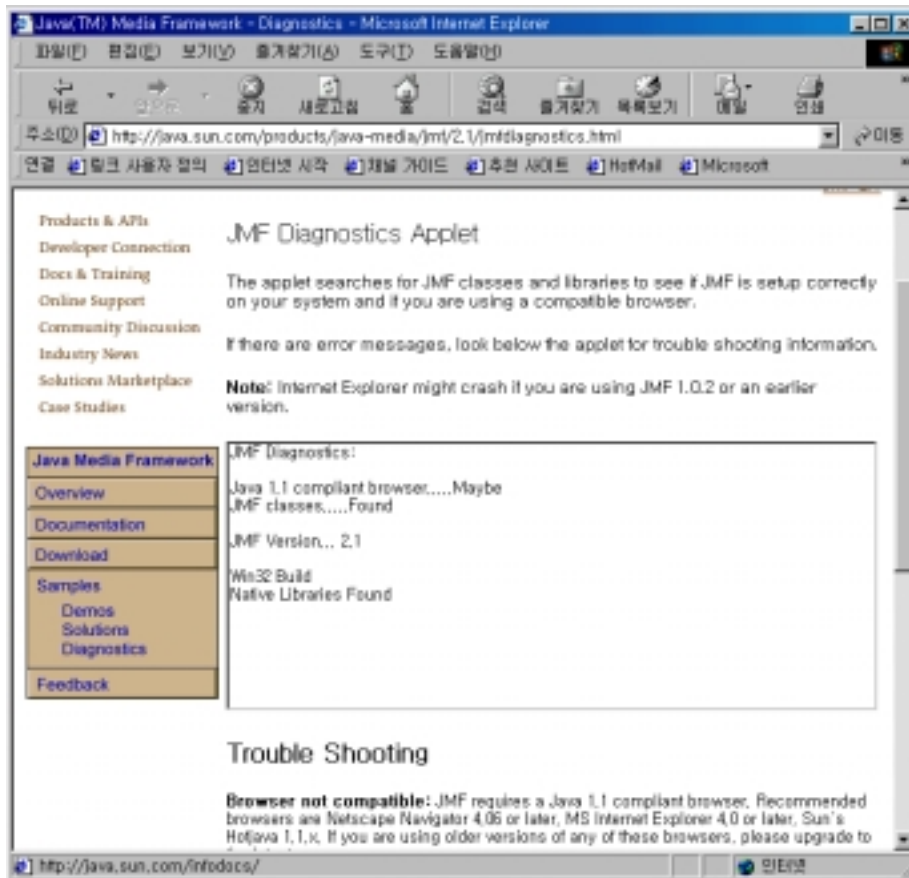 Java(TM) Media Framework - Diagnostics - Microsoft Internet Explorer
파일(F) 편집(E) 보기(V) 즐겨찾기(A) 도구(T) 도움말(H)
뒤로 앞으로 중지 새로고침 홈 검색 즐겨찾기 목록보기 메일 인쇄
주소(D) http://java.sun.com/products/java-media/jmf/2.1/jmfdiagnostics.html 이동
연결 링크 사용자 정의 인터넷 시작 채널 가이드 추천 사이트 HotMail Microsoft
Products & APIs
Developer Connection
Docs & Training
Online Support
Community Discussion
Industry News
Solutions Marketplace
Case Studies
Java Media Framework
Overview
Documentation
Download
Samples
Demos
Solutions
Diagnostics
Feedback
JMF Diagnostics Applet
The applet searches for JMF classes and libraries to see if JMF is setup correctly
on your system and if you are using a compatible browser.
If there are error messages, look below the applet for trouble shooting information.
Note: Internet Explorer might crash if you are using JMF 1.0.2 or an earlier
version.
JMF Diagnostics:
Java 1.1 compliant browser.....Maybe
JMF classes.....Found
JMF Version... 2.1
Win32 Build
Native Libraries Found
Trouble Shooting
Browser not compatible: JMF requires a Java 1.1 compliant browser. Recommended
browsers are Netscape Navigator 4.06 or later, MS Internet Explorer 4.0 or later, Sun's
Hotjava 1.1.x. If you are using older versions of any of these browsers, please upgrade to
http://java.sun.com/infodocs/ 인터넷